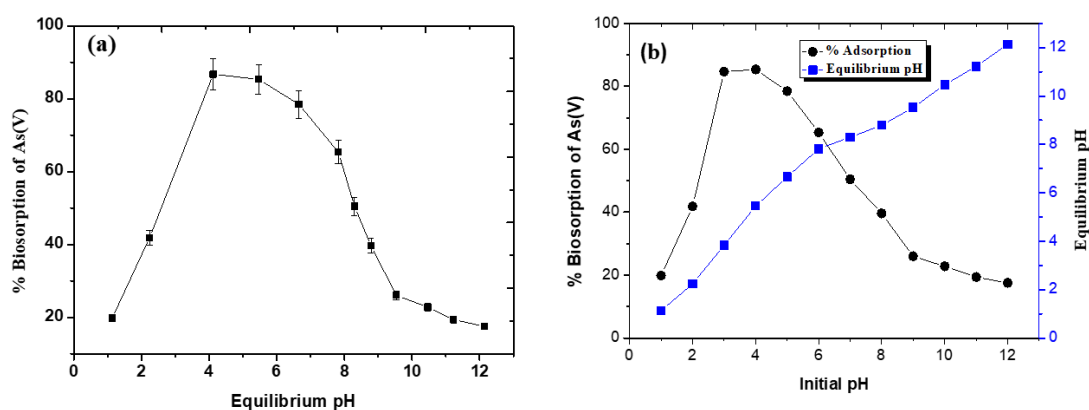 (a)
% Biosorption of As(V)
100
80
60
40
20
0 2 4 6 8 10 12
Equilibrium pH
(b)
% Adsorption
Equilibrium pH
% Biosorption of As(V)
100
80
60
40
20
0
0 2 4 6 8 10 12
Initial pH
12
10
8
6
4
2
0
Equilibrium pH